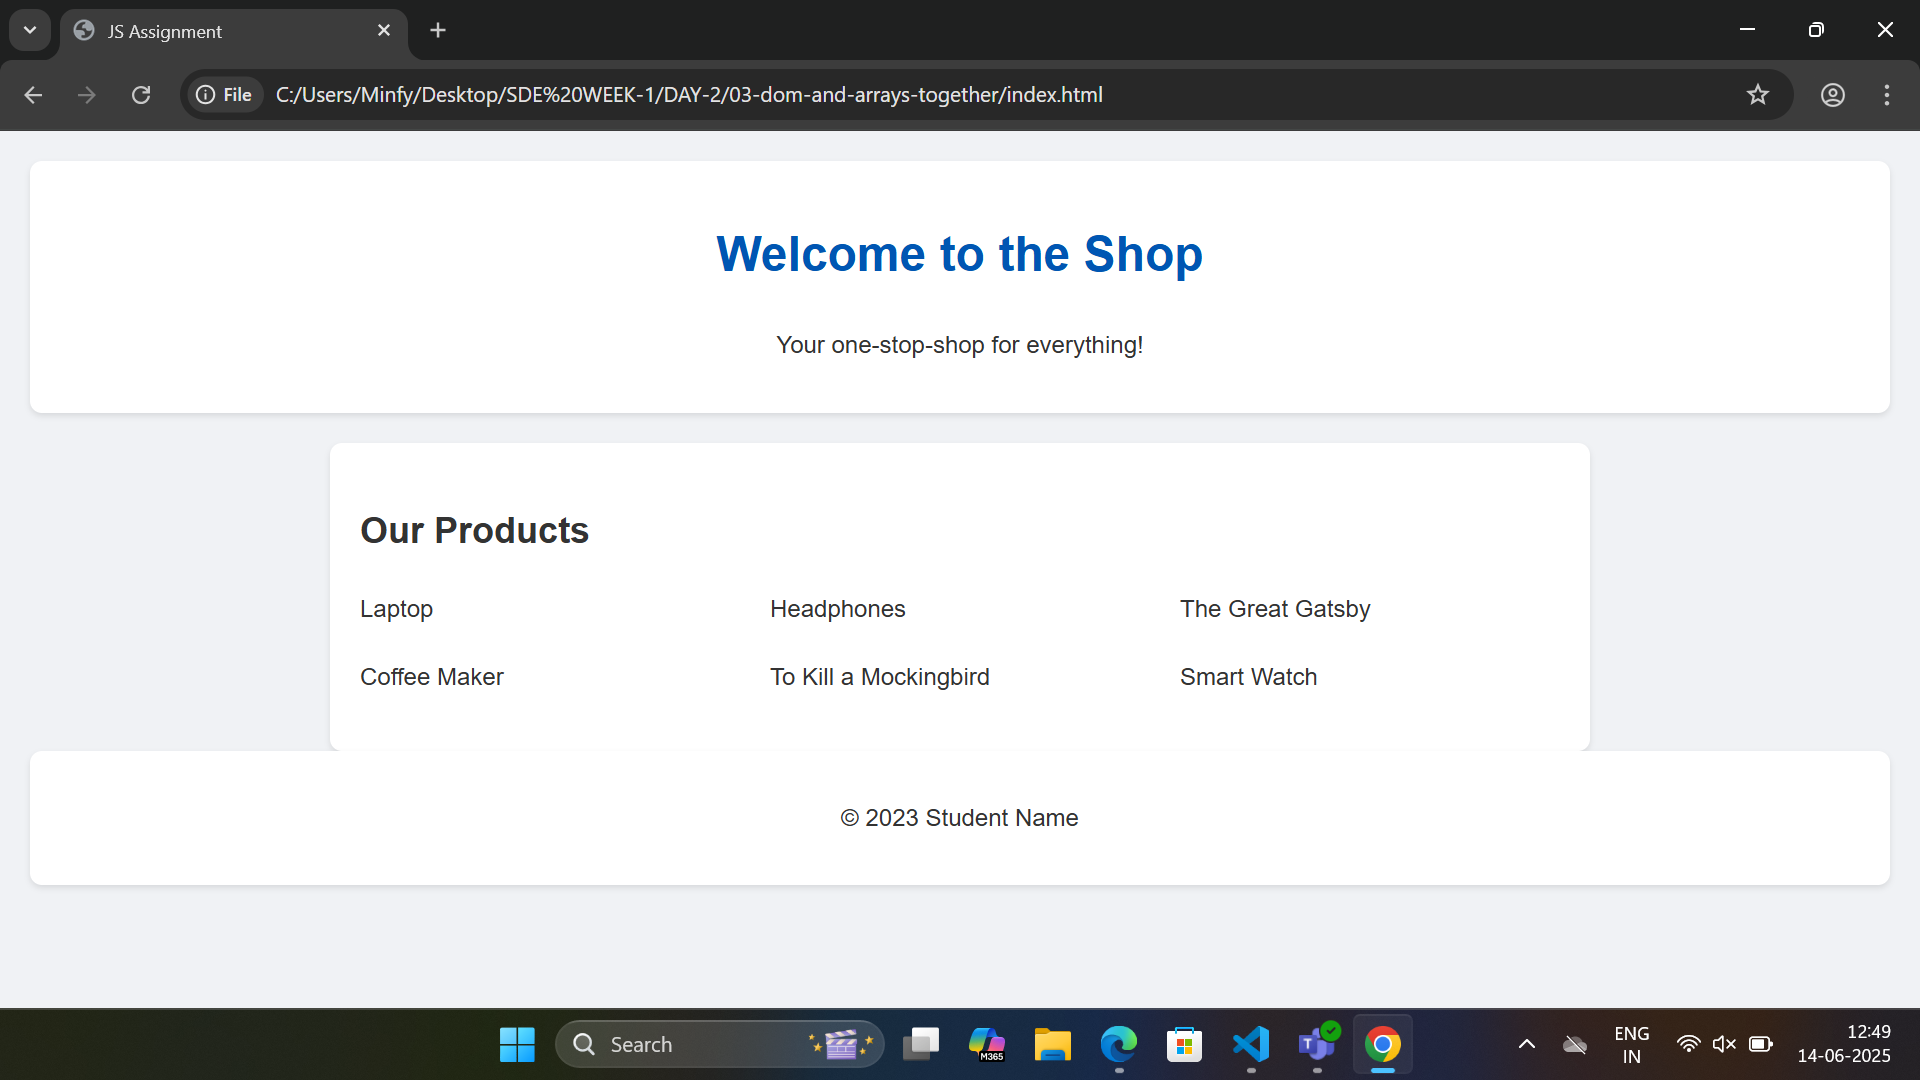 JS Assignment
File C:/Users/Minfy/Desktop/SDE%20WEEK-1/DAY-2/03-dom-and-arrays-together/index.html
Welcome to the Shop
Your one-stop-shop for everything!
Our Products
Laptop Headphones The Great Gatsby
Coffee Maker To Kill a Mockingbird Smart Watch
© 2023 Student Name
Search
M365
T
ENG
IN
12:49
14-06-2025